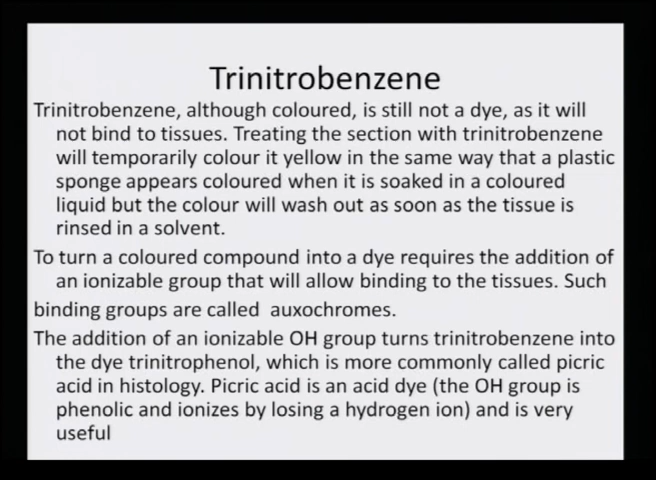 Trinitrobenzene
Trinitrobenzene, although coloured, is still not a dye, as it will
not bind to tissues. Treating the section with trinitrobenzene
will temporarily colour it yellow in the same way that a plastic
sponge appears coloured when it is soaked in a coloured
liquid but the colour will wash out as soon as the tissue is
rinsed in a solvent.
To turn a coloured compound into a dye requires the addition of
an ionizable group that will allow binding to the tissues. Such
binding groups are called  auxochromes.
The addition of an ionizable OH group turns trinitrobenzene into
the dye trinitrophenol, which is more commonly called picric
acid in histology. Picric acid is an acid dye (the OH group is
phenolic and ionizes by losing a hydrogen ion) and is very
useful